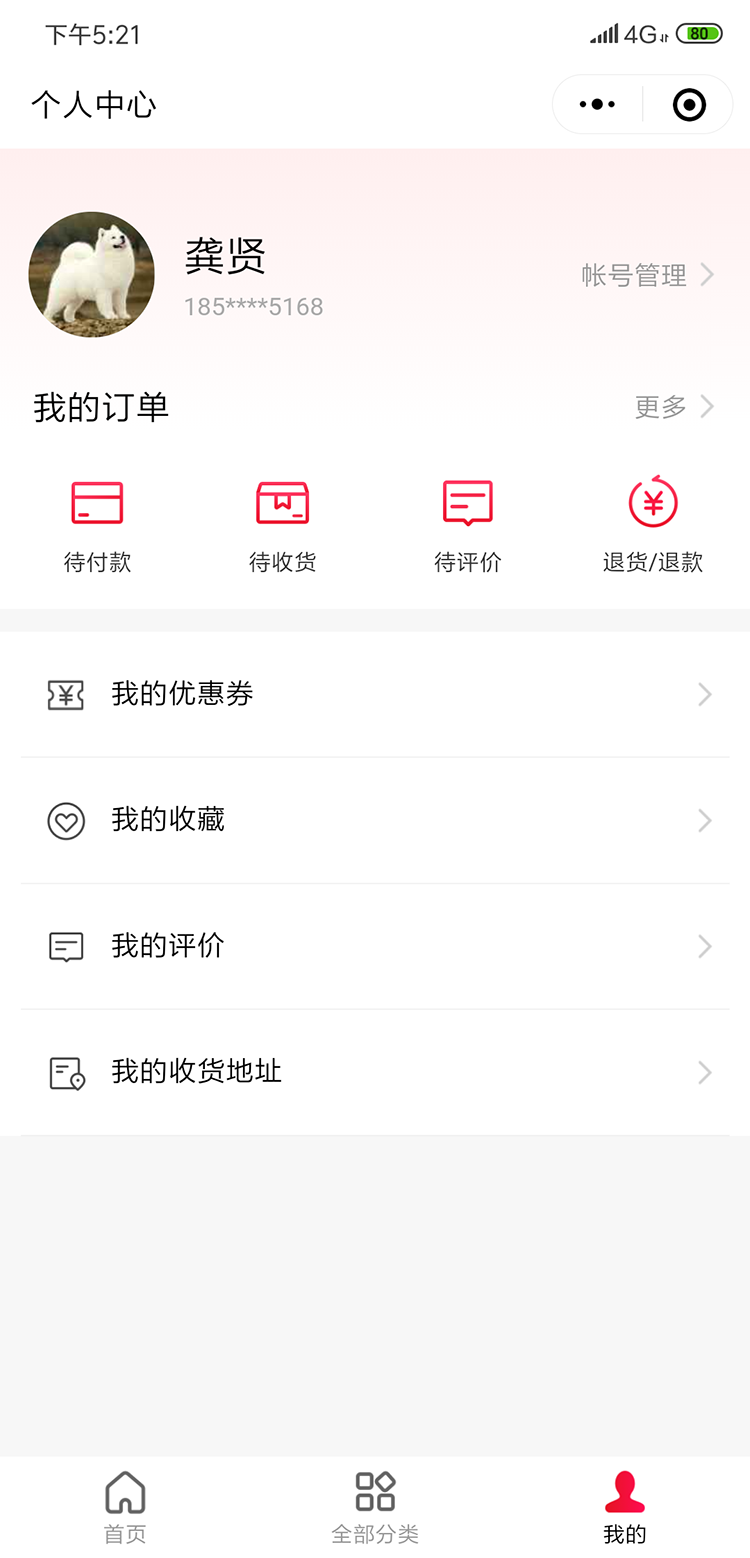 下午5:21 4G 80
个人中心
龚贤
185****5168
帐号管理
我的订单 更多
待付款 待收货 待评价 退货/退款
我的优惠券
我的收藏
我的评价
我的收货地址
首页 全部分类 我的